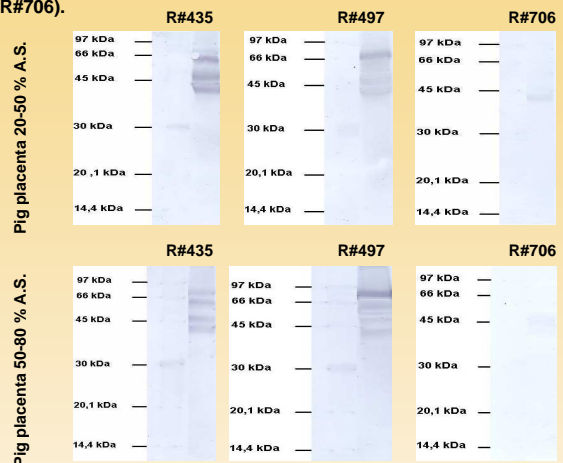 R#706).
R#435
R#497
R#706
Pig placenta 20-50 % A.S.
97 kDa
66 kDa
45 kDa
30 kDa
20 ,1 kDa
14,4 kDa
97 kDa
66 kDa
45 kDa
30 kDa
20,1 kDa
14,4 kDa
97 kDa
66 kDa
45 kDa
30 kDa
20,1 kDa
14,4 kDa
R#435
R#497
R#706
Pig placenta 50-80 % A.S.
97 kDa
66 kDa
45 kDa
30 kDa
20,1 kDa
14,4 kDa
97 kDa
66 kDa
45 kDa
30 kDa
20,1 kDa
14,4 kDa
97 kDa
66 kDa
45 kDa
30 kDa
20,1 kDa
14,4 kDa